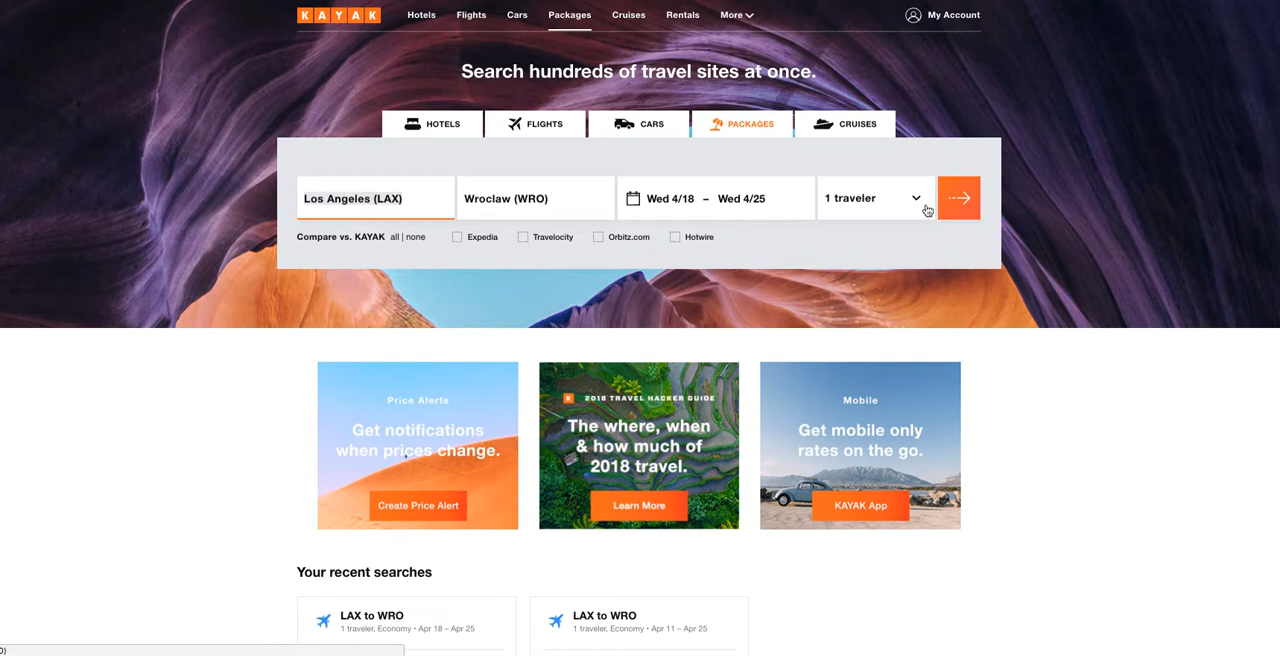 KAYAK Hotels Flights Cars Packages Cruises Rentals More My Account
Search hundreds of travel sites at once.
HOTELS FLIGHTS CARS PACKAGES CRUISES
Los Angeles (LAX) Wroclaw (WRO) Wed 4/18 – Wed 4/25 1 traveler
Compare vs. KAYAK all | none Expedia Travelocity Orbitz.com Hotwire
Price Alerts
Get notifications
when prices change.
Create Price Alert
K 2018 TRAVEL HACKER GUIDE
The where, when
& how much of
2018 travel.
Learn More
Mobile
Get mobile only
rates on the go.
KAYAK App
Your recent searches
LAX to WRO
1 traveler, Economy • Apr 18 – Apr 25
LAX to WRO
1 traveler, Economy • Apr 11 – Apr 25